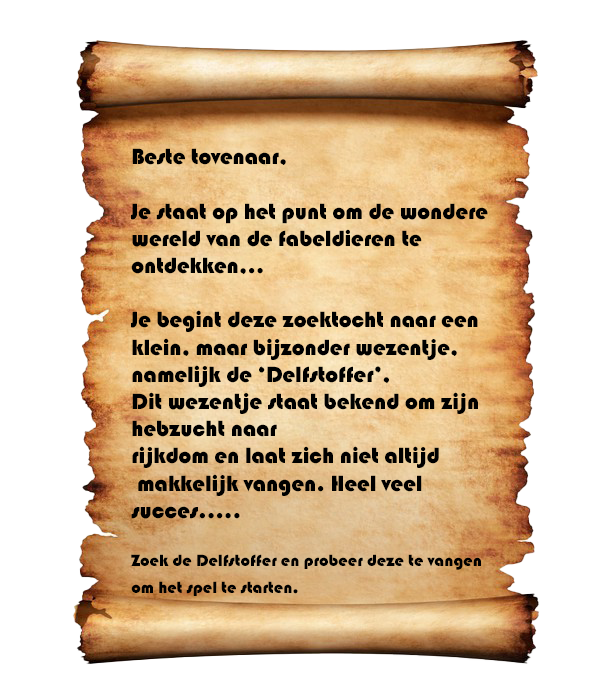 Beste tovenaar,
Je staat op het punt om de wondere
wereld van de fabeldieren te
ontdekken...
Je begint deze zoektocht naar een
klein, maar bijzonder wezentje,
namelijk de ‘Delfstoffer’.
Dit wezentje staat bekend om zijn
hebzucht naar
rijkdom en laat zich niet altijd
makkelijk vangen. Heel veel
succes.....
Zoek de Delfstoffer en probeer deze te vangen
om het spel te starten.